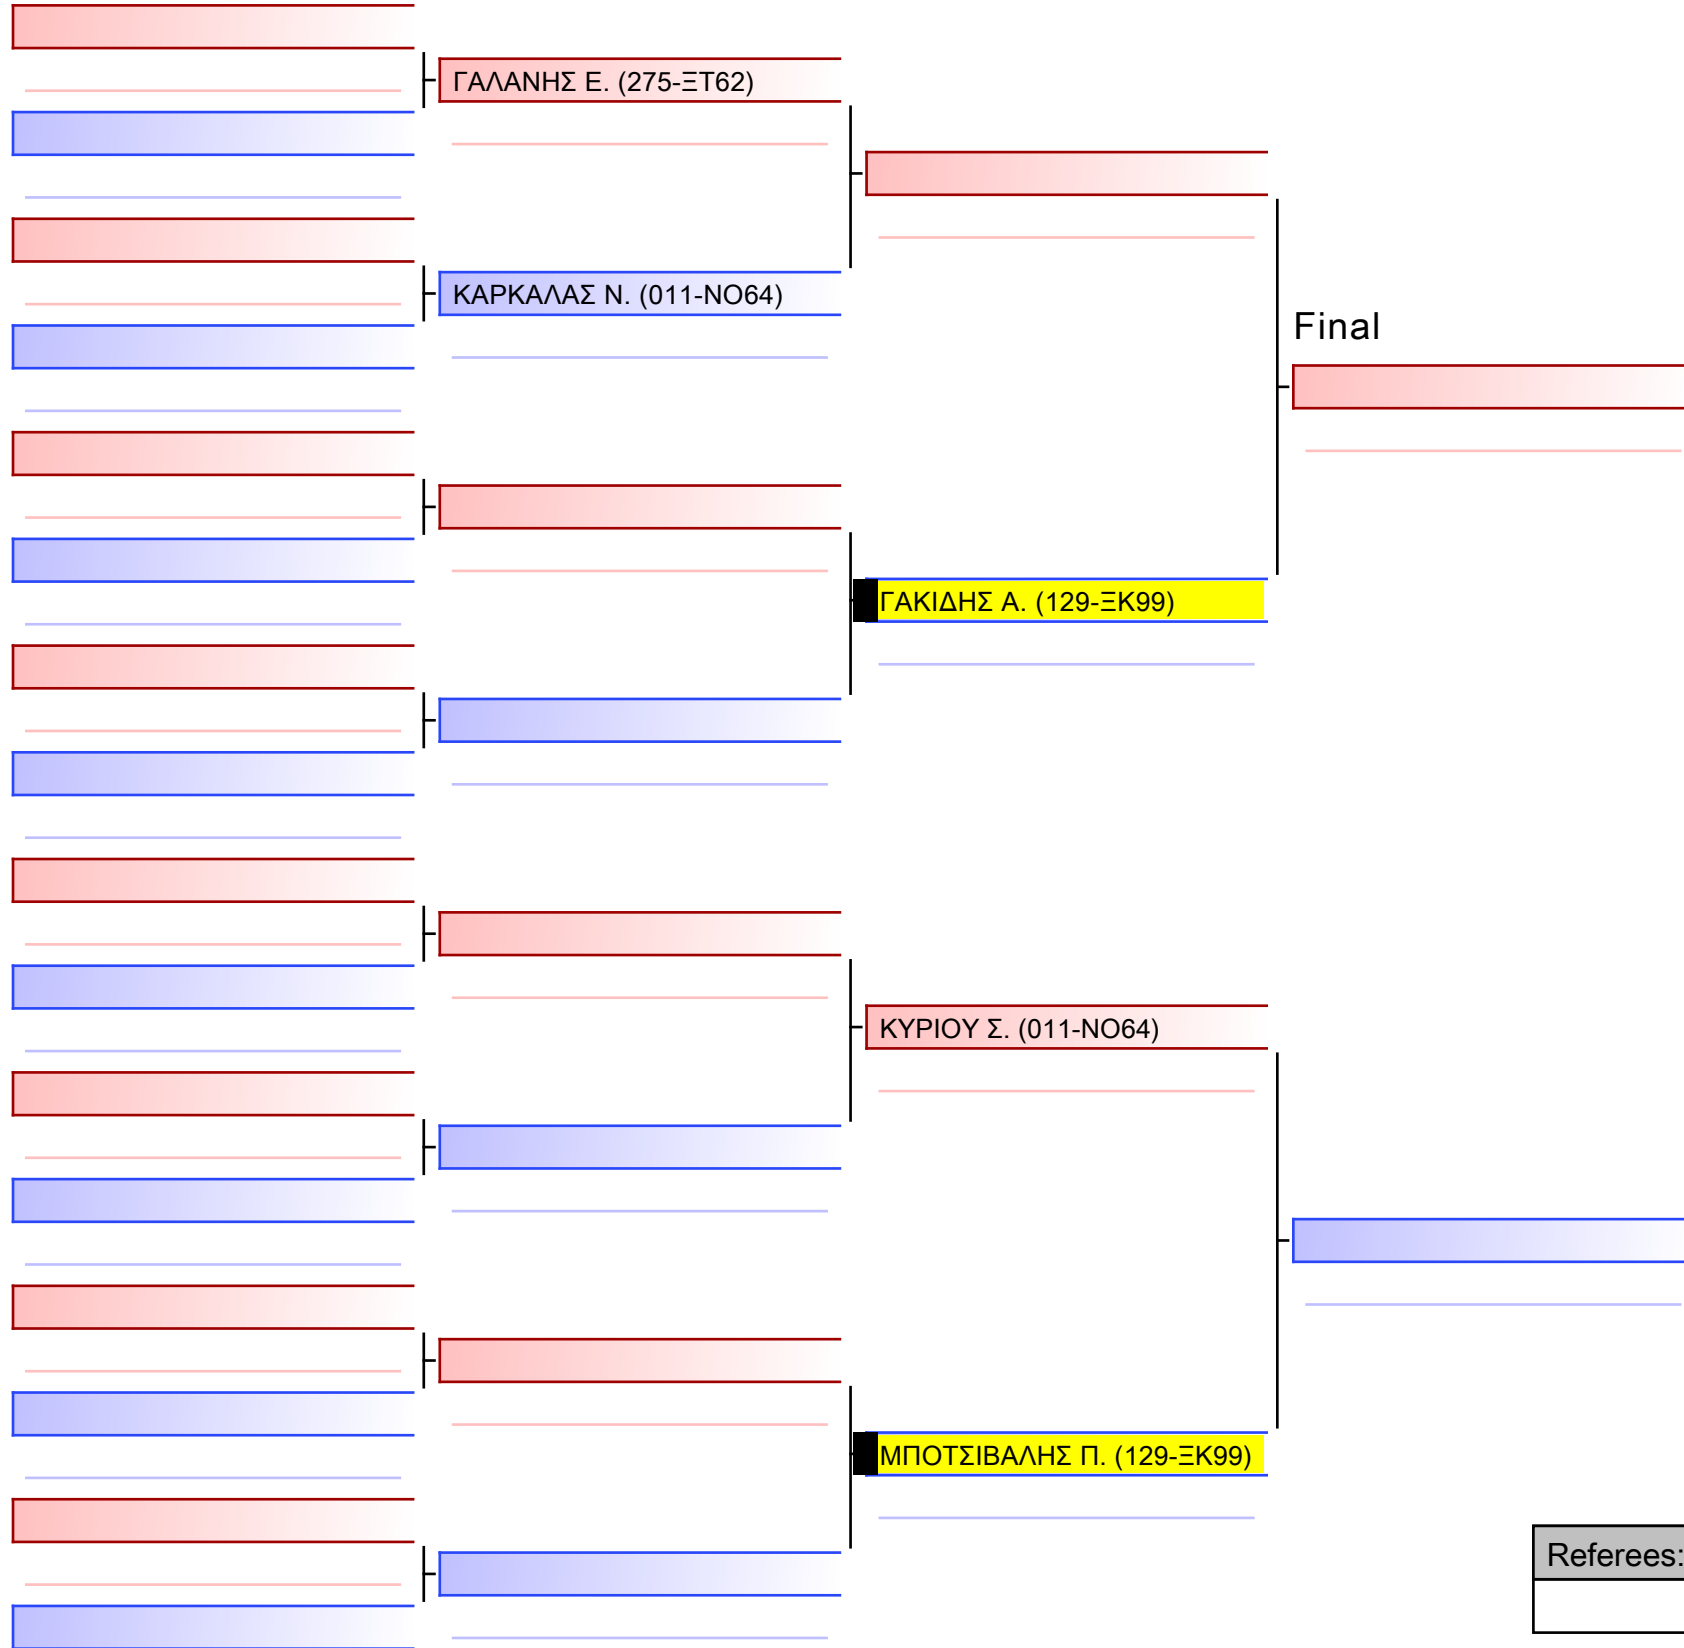 ΓΑΛΑΝΗΣ Ε. (275-ΞΤ62)
ΚΑΡΚΑΛΑΣ Ν. (011-ΝΟ64)
Final
ΓΑΚΙΔΗΣ Α. (129-ΞΚ99)
ΚΥΡΙΟΥ Σ. (011-ΝΟ64)
ΜΠΟΤΣΙΒΑΛΗΣ Π. (129-ΞΚ99)
Referees: